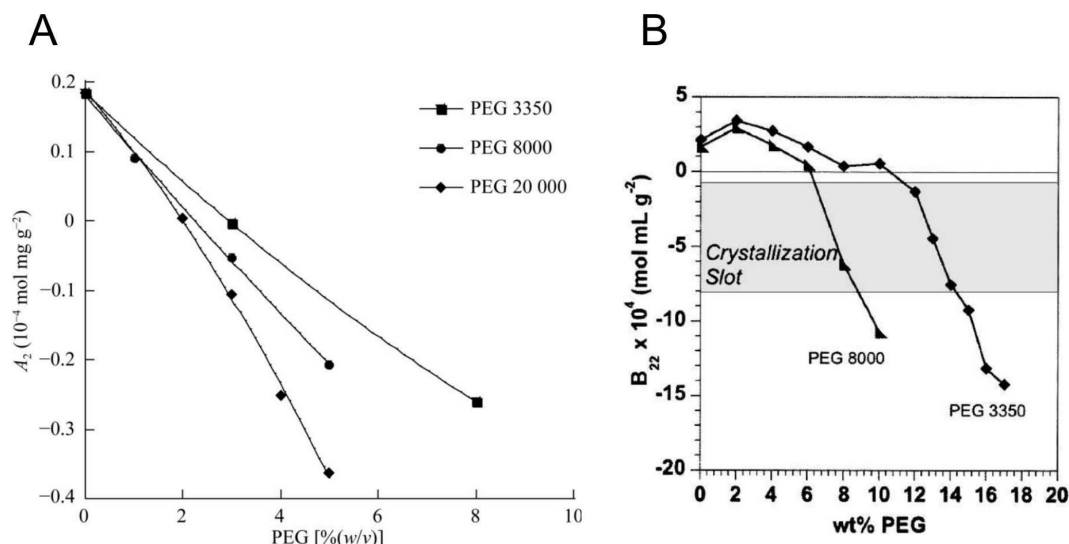 A
B
0.2
0.1
0
−0.1
−0.2
−0.3
−0.4
A₂ (10⁻⁴ mol mg g⁻²)
0 2 4 6 8 10
PEG [%(w/v)]
PEG 3350
PEG 8000
PEG 20 000
5
0
-5
-10
-15
-20
B₂₂ x 10⁴ (mol mL g⁻²)
Crystallization
Slot
PEG 8000
PEG 3350
0 2 4 6 8 10 12 14 16 18 20
wt% PEG